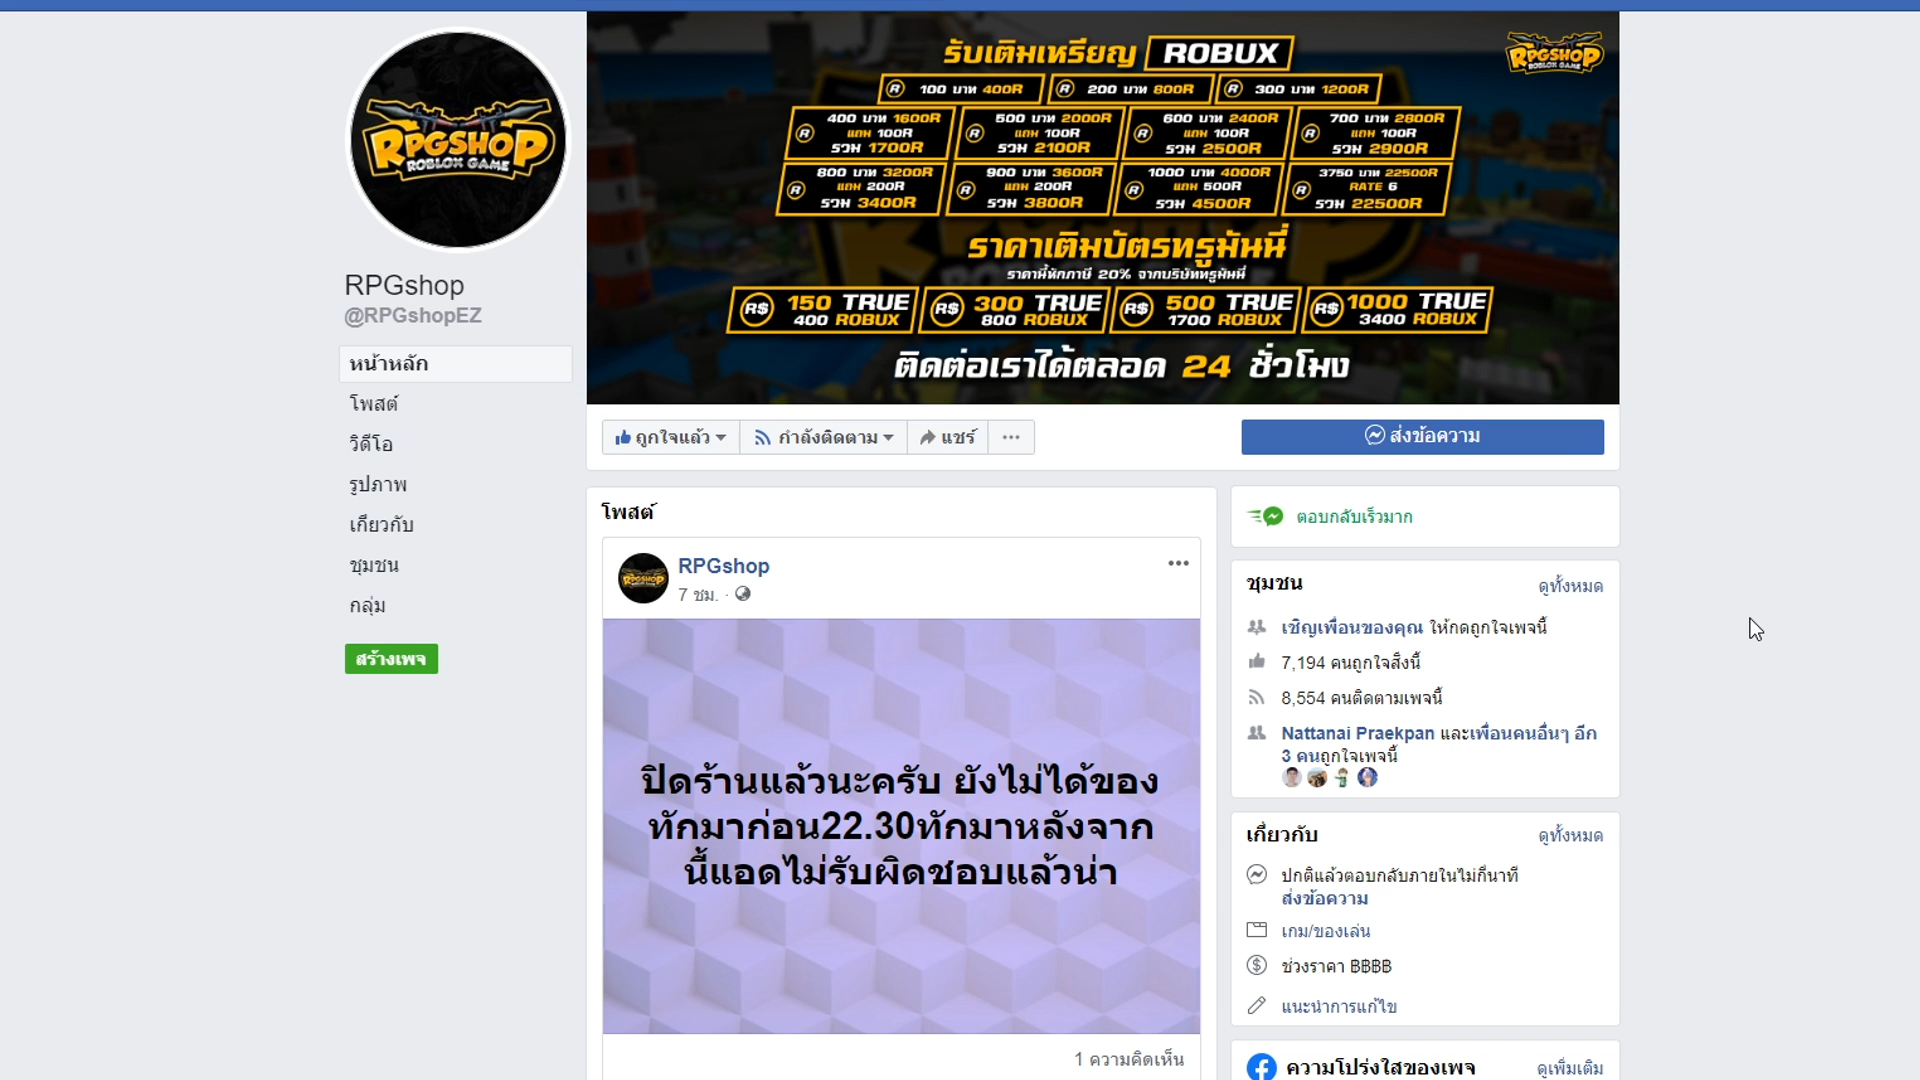 รับเติมเหรียญ ROBUX
RPGSHOP
ROBLOX GAME
100 บาท 400R
200 บาท 800R
300 บาท 1200R
400 บาท 1600R
แถม 100R
รวม 1700R
500 บาท 2000R
แถม 100R
รวม 2100R
600 บาท 2400R
แถม 100R
รวม 2500R
700 บาท 2800R
แถม 100R
รวม 2900R
800 บาท 3200R
แถม 200R
รวม 3400R
900 บาท 3600R
แถม 200R
รวม 3800R
1000 บาท 4000R
แถม 500R
รวม 4500R
3750 บาท 22500R
RATE 6
รวม 22500R
ราคาเติมบัตรทรูมันนี่
ราคานี้หักภาษี 20% จากบริษัททรูมันนี่
R$ 150 TRUE
400 ROBUX
R$ 300 TRUE
800 ROBUX
R$ 500 TRUE
1700 ROBUX
R$ 1000 TRUE
3400 ROBUX
ติดต่อเราได้ตลอด 24 ชั่วโมง
RPGSHOP
ROBLOX GAME
RPGshop
@RPGshopEZ
หน้าหลัก
โพสต์
วิดีโอ
รูปภาพ
เกี่ยวกับ
ชุมชน
กลุ่ม
สร้างเพจ
ถูกใจแล้ว
กำลังติดตาม
แชร์
ส่งข้อความ
โพสต์
RPGshop
7 ชม. ·
ปิดร้านแล้วนะครับ ยังไม่ได้ของ
ทักมาก่อน22.30ทักมาหลังจาก
นี้แอดไม่รับผิดชอบแล้วน่า
1 ความคิดเห็น
ตอบกลับเร็วมาก
ชุมชน
ดูทั้งหมด
เชิญเพื่อนของคุณ ให้กดถูกใจเพจนี้
7,194 คนถูกใจสิ่งนี้
8,554 คนติดตามเพจนี้
Nattanai Praekpan และเพื่อนคนอื่นๆ อีก
3 คนถูกใจเพจนี้
เกี่ยวกับ
ดูทั้งหมด
ปกติแล้วตอบกลับภายในไม่กี่นาที
ส่งข้อความ
เกม/ของเล่น
ช่วงราคา ฿฿฿฿
แนะนำการแก้ไข
ความโปร่งใสของเพจ
ดูเพิ่มเติม